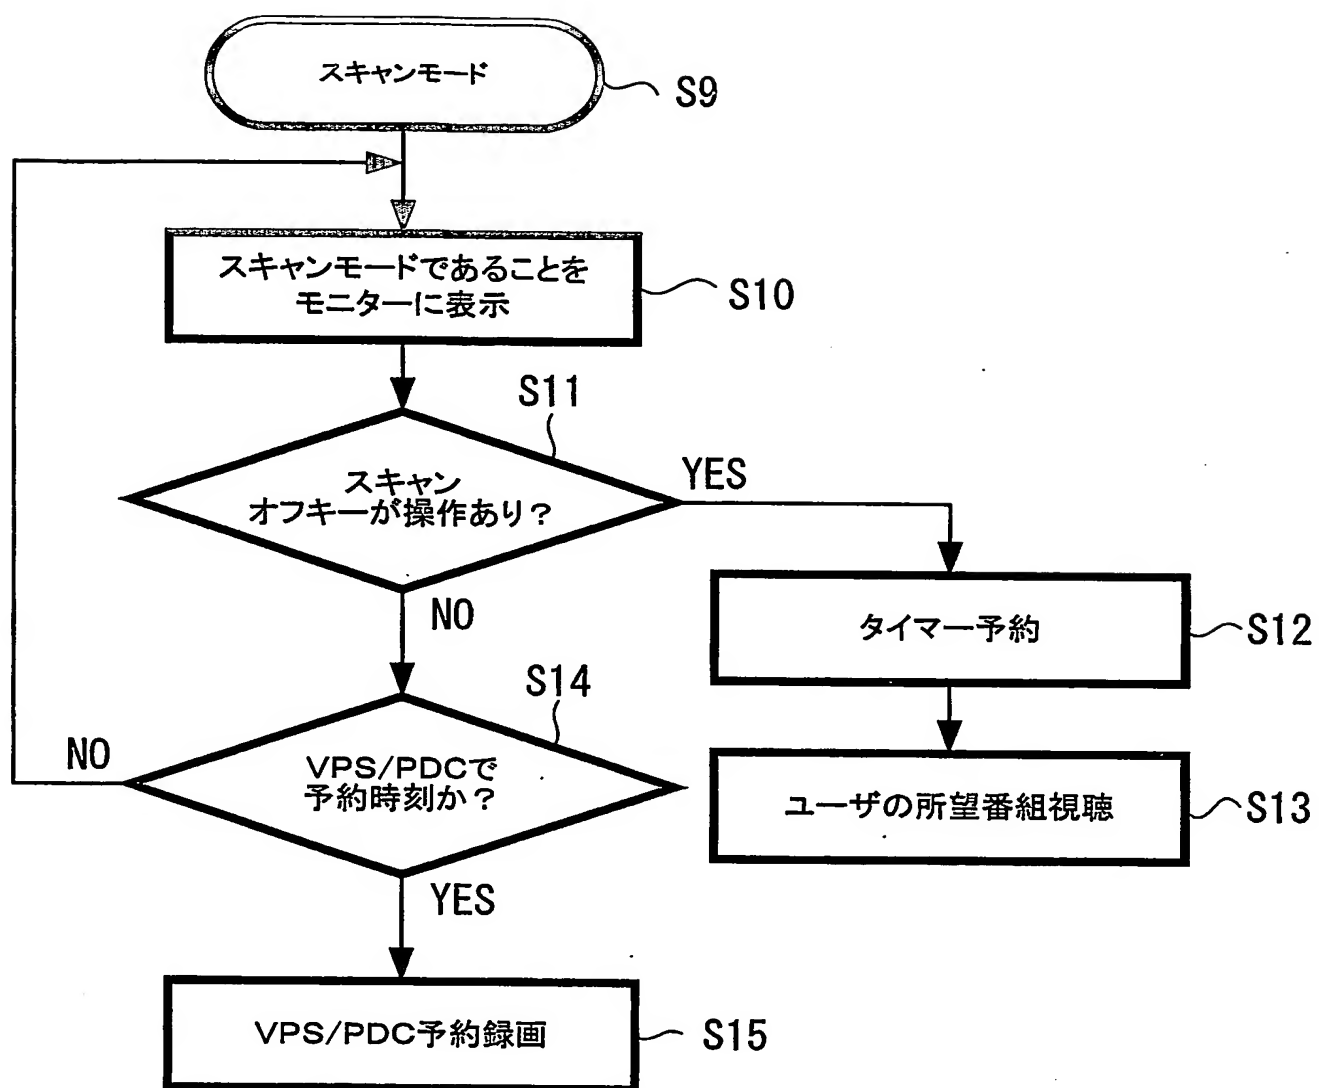 スキャンモード
S9
スキャンモードであることを
モニターに表示
S10
S11
スキャン
オフキーが操作あり？
YES
NO
タイマー予約
S12
S14
NO
VPS/PDCで
予約時刻か？
ユーザの所望番組視聴
S13
YES
VPS/PDC予約録画
S15